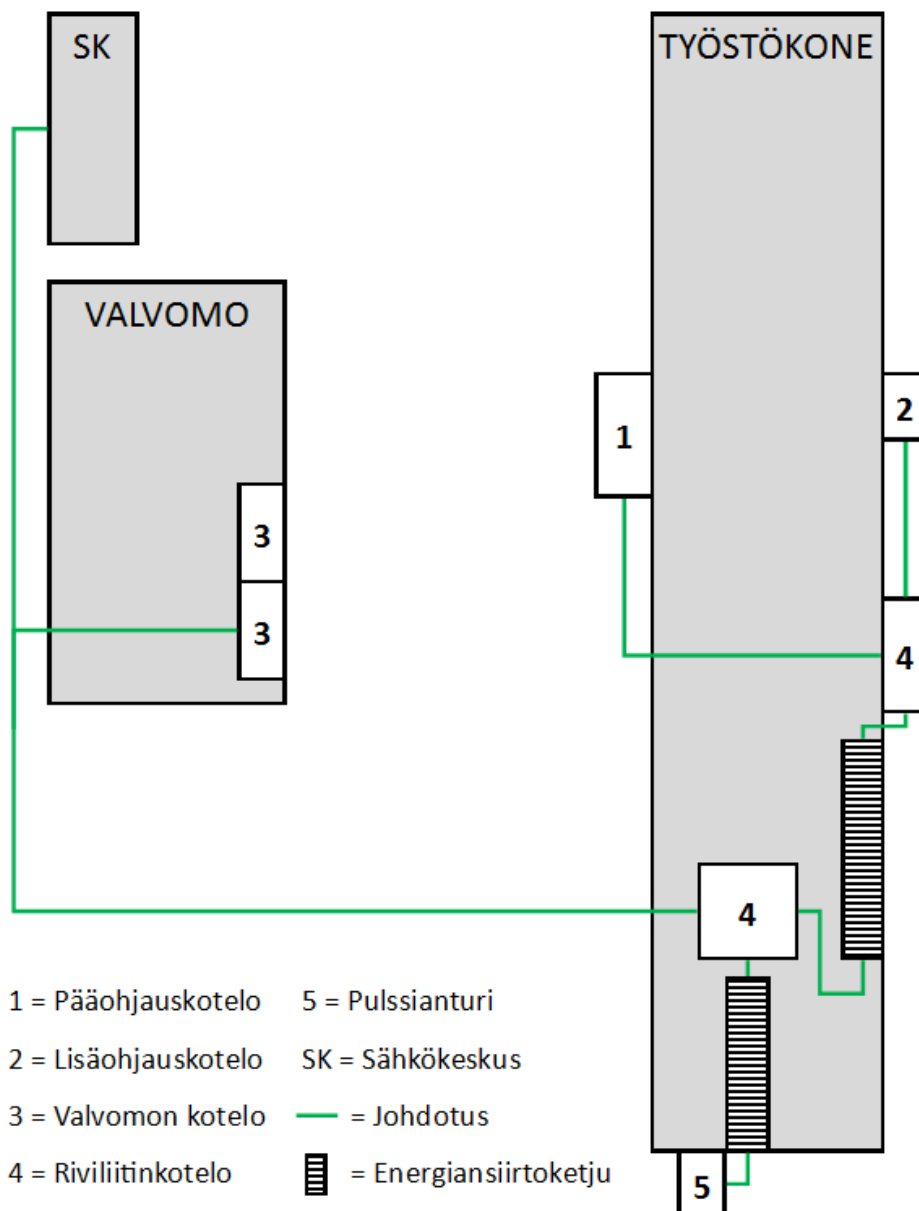 SK
TYÖSTÖKONE
VALVOMO
1
2
3
3
4
4
5
1 = Pääohjauskotelo
2 = Lisäohjauskotelo
3 = Valvomon kotelo
4 = Riviliitinkotelo
5 = Pulssianturi
SK = Sähkökeskus
= Johdotus
= Energiansiirtoketju